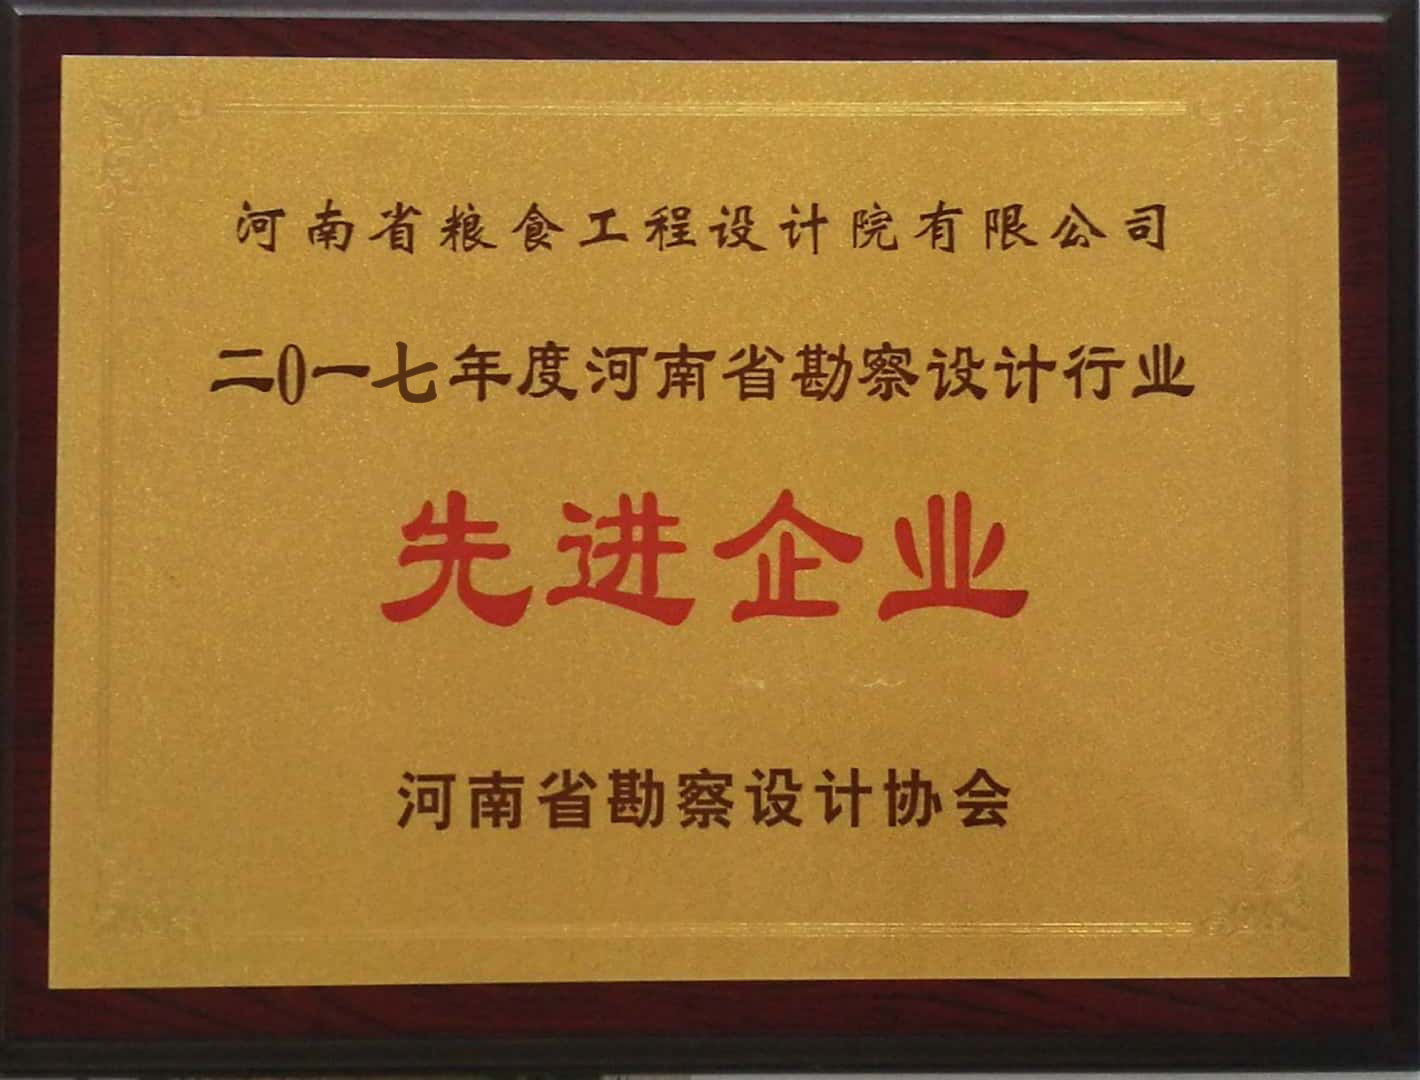 河南省粮食工程设计院有限公司
二0一七年度河南省勘察设计行业
先进企业
河南省勘察设计协会